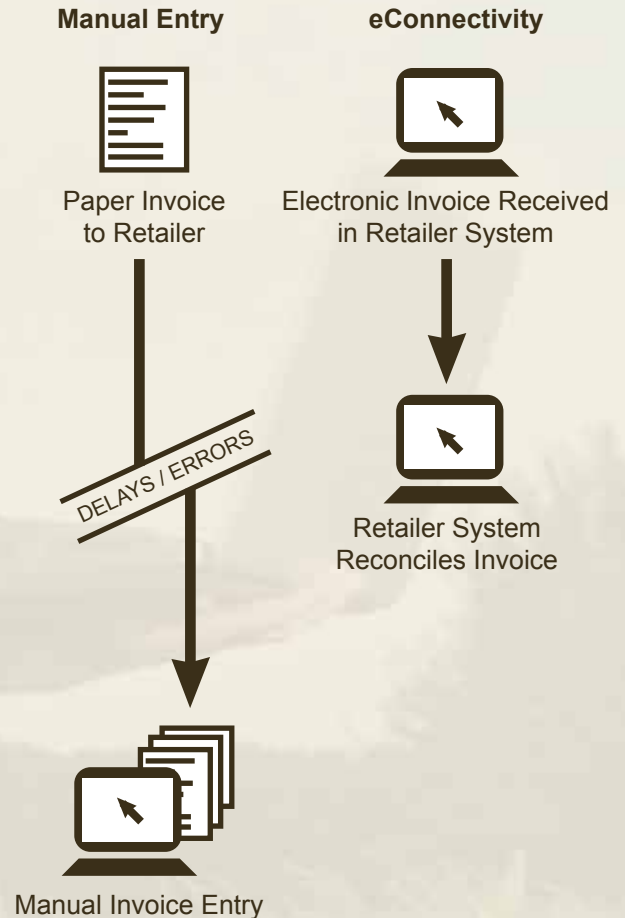 Manual Entry
Paper Invoice
to Retailer
DELAYS / ERRORS
Manual Invoice Entry
eConnectivity
Electronic Invoice Received
in Retailer System
Retailer System
Reconciles Invoice